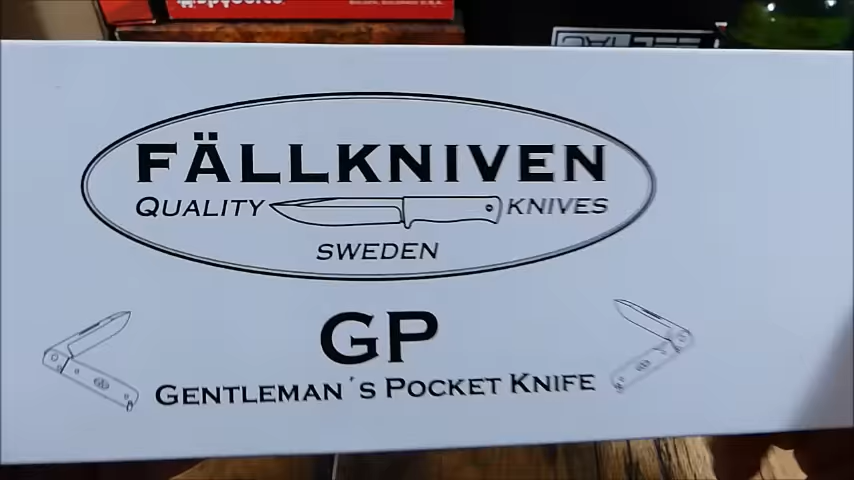 FÄLLKNIVEN
QUALITY KNIVES
SWEDEN
GP
GENTLEMAN´S POCKET KNIFE